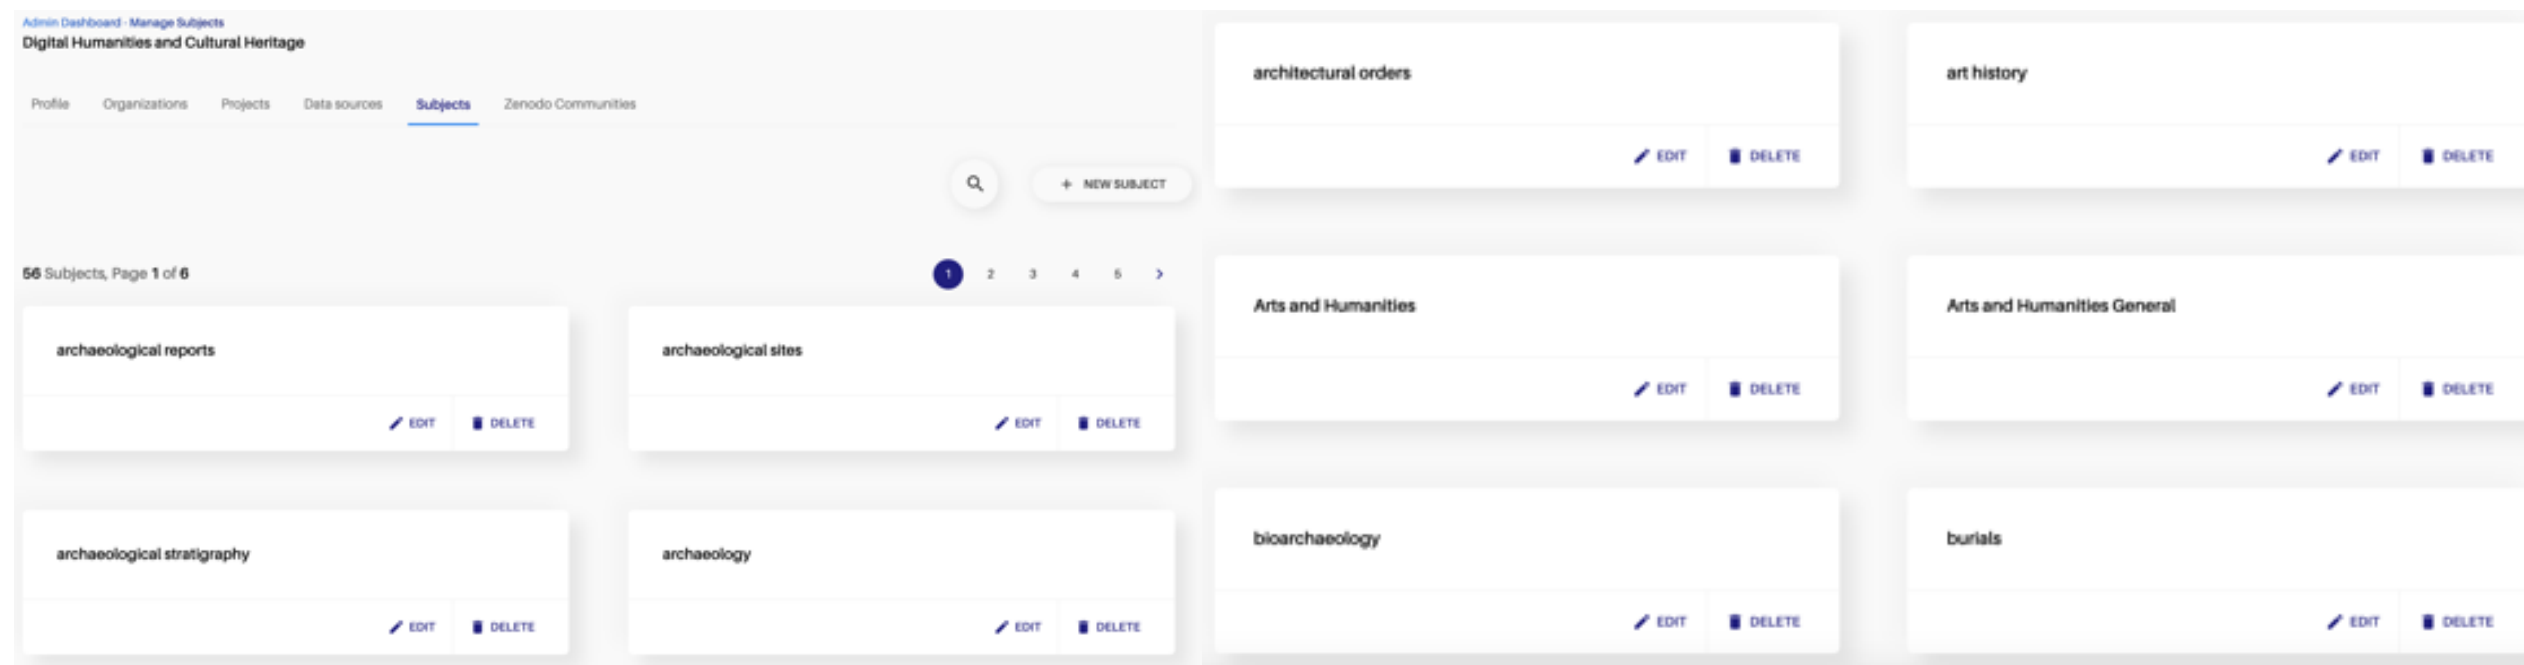 Admin Dashboard · Manage Subjects
Digital Humanities and Cultural Heritage
Profile Organizations Projects Data sources Subjects Zenodo Communities
+ NEW SUBJECT
56 Subjects, Page 1 of 6
1 2 3 4 5 >
archaeological reports
EDIT DELETE
archaeological sites
EDIT DELETE
archaeological stratigraphy
EDIT DELETE
archaeology
EDIT DELETE
architectural orders
EDIT DELETE
art history
EDIT DELETE
Arts and Humanities
EDIT DELETE
Arts and Humanities General
EDIT DELETE
bioarchaeology
EDIT DELETE
burials
EDIT DELETE